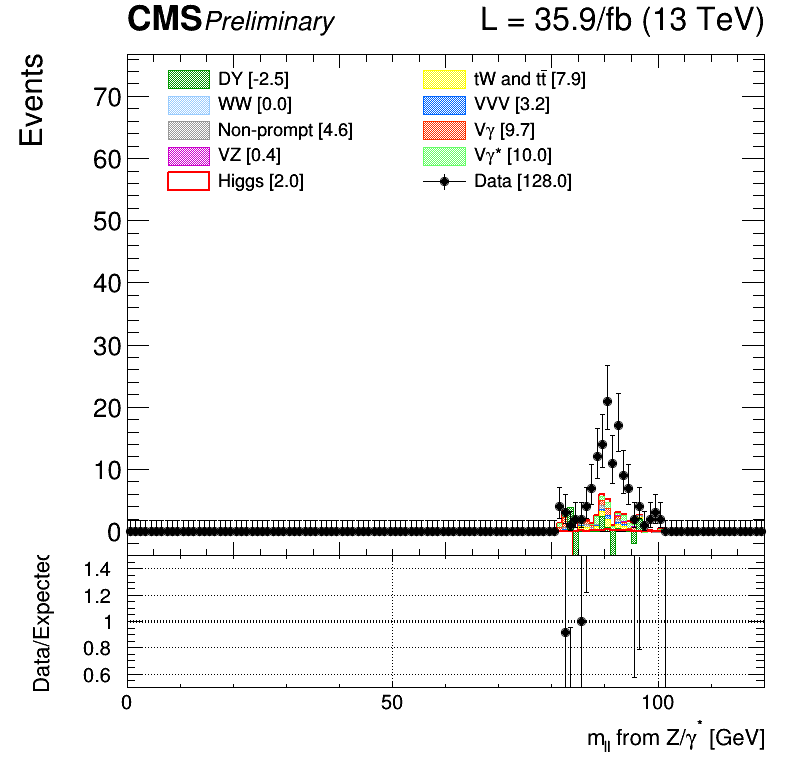 CMS Preliminary L = 35.9/fb (13 TeV)
Events
DY [-2.5] tW and tt̄ [7.9]
WW [0.0] VVV [3.2]
Non-prompt [4.6] Vγ [9.7]
VZ [0.4] Vγ* [10.0]
Higgs [2.0] Data [128.0]
70
60
50
40
30
20
10
0
Data/Expected
1.4
1.2
1
0.8
0.6
0 50 100
m_ll from Z/γ* [GeV]